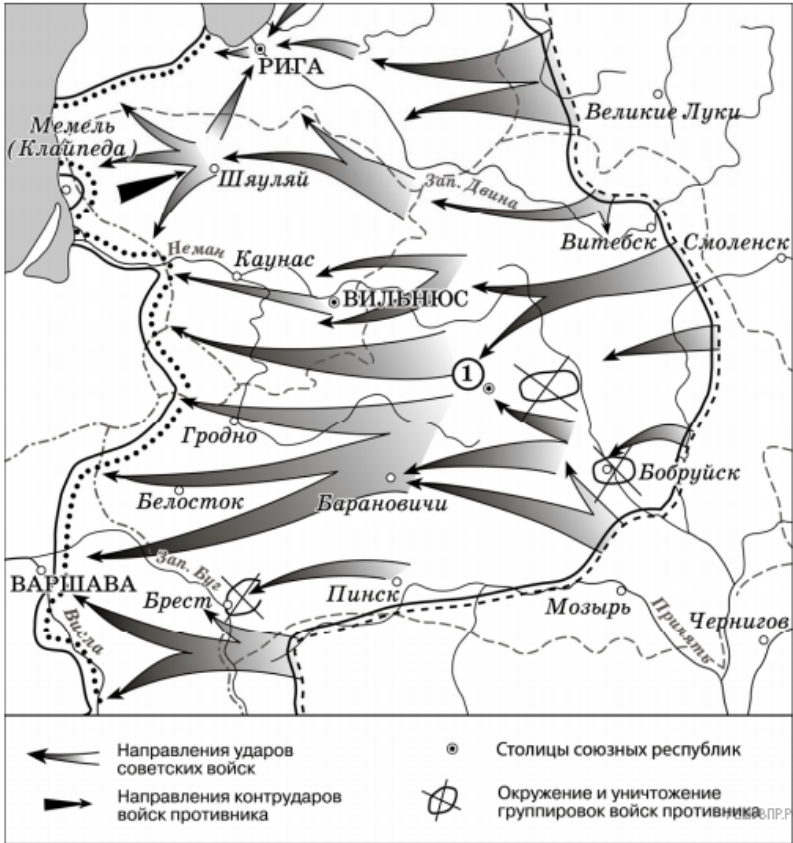 РИГА
Великие Луки
Мемель
(Клайпеда)
Шяуляй
Зап. Двина
Витебск
Смоленск
Неман
Каунас
ВИЛЬНЮС
1
Гродно
Бобруйск
Белосток
Барановичи
Зап. Буг
ВАРШАВА
Брест
Пинск
Мозырь
Висла
Припять
Чернигов
Направления ударов
советских войск
Столицы союзных республик
Направления контрударов
войск противника
Окружение и уничтожение
группировок войск противника